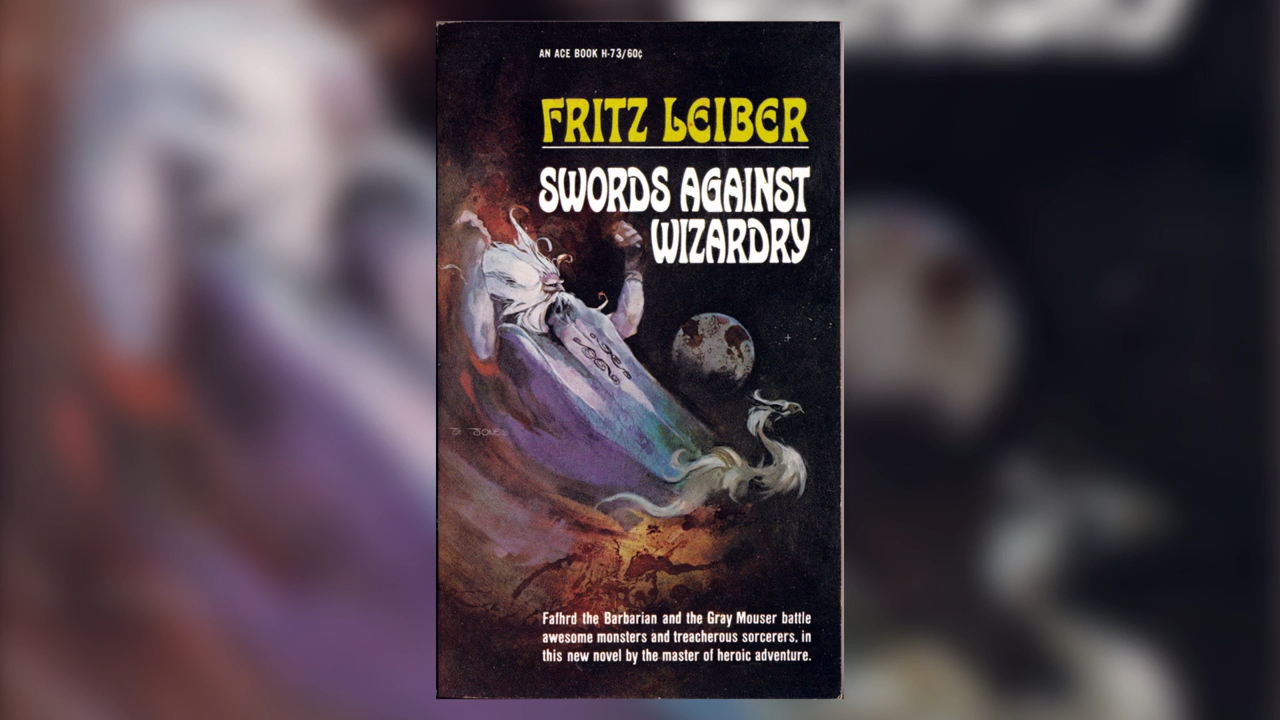 AN ACE BOOK H-73/60¢
FRITZ LEIBER
SWORDS AGAINST
WIZARDRY
J. JONES
Fafhrd the Barbarian and the Gray Mouser battle
awesome monsters and treacherous sorcerers, in
this new novel by the master of heroic adventure.